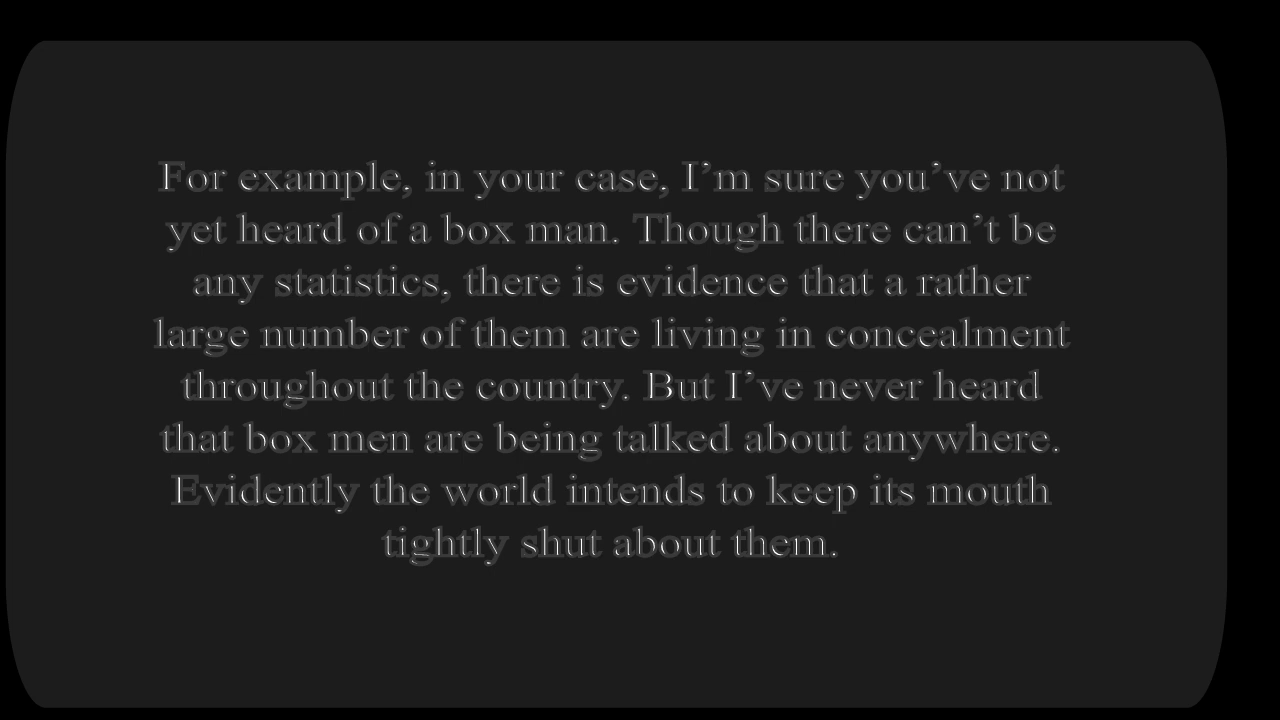 For example, in your case, I’m sure you’ve not
yet heard of a box man. Though there can’t be
any statistics, there is evidence that a rather
large number of them are living in concealment
throughout the country. But I’ve never heard
that box men are being talked about anywhere.
Evidently the world intends to keep its mouth
tightly shut about them.